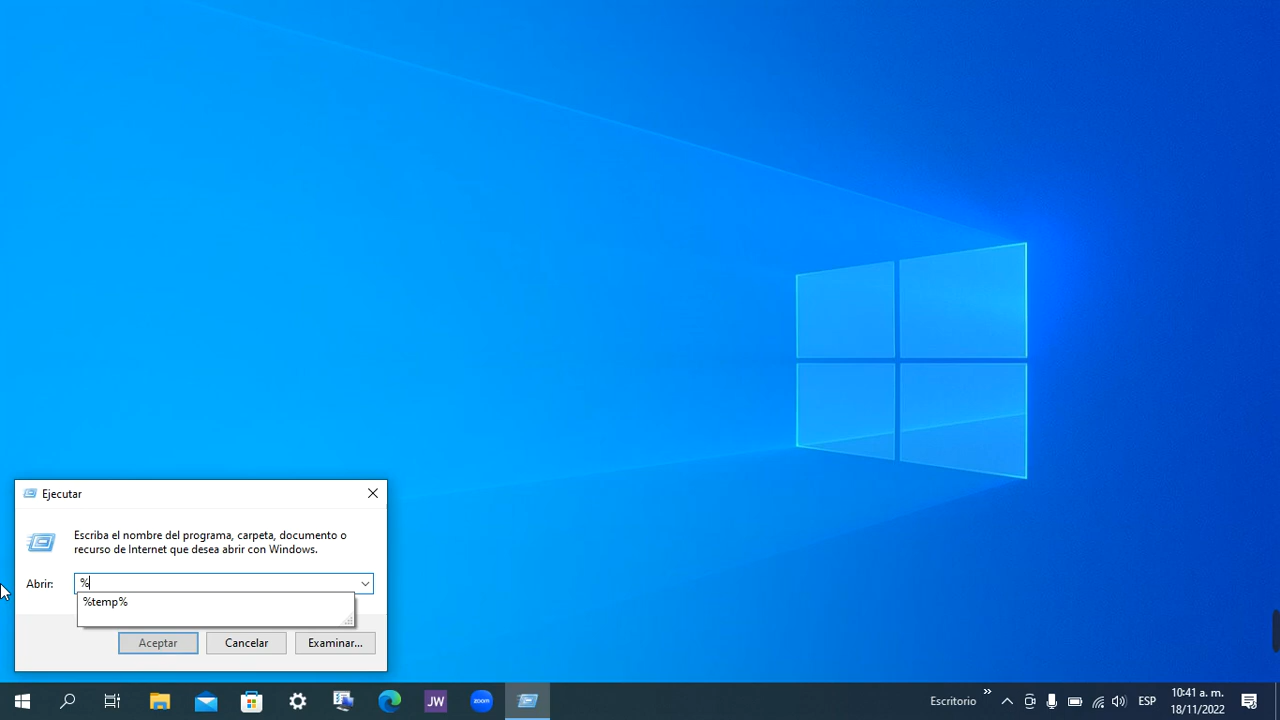 Ejecutar
Escriba el nombre del programa, carpeta, documento o
recurso de Internet que desea abrir con Windows.
Abrir:
%
%temp%
Aceptar
Cancelar
Examinar...
JW
zoom
Escritorio
»
ESP
10:41 a. m.
18/11/2022